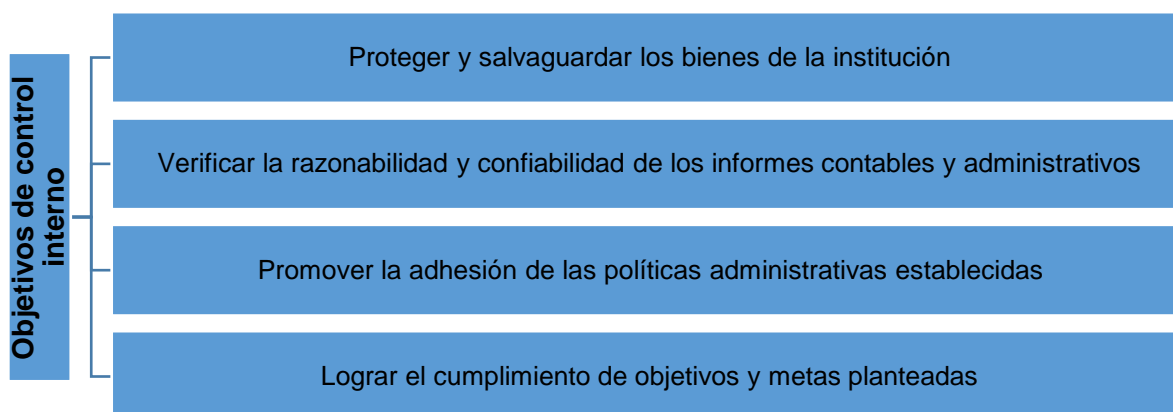 Objetivos de control
interno
Proteger y salvaguardar los bienes de la institución
Verificar la razonabilidad y confiabilidad de los informes contables y administrativos
Promover la adhesión de las políticas administrativas establecidas
Lograr el cumplimiento de objetivos y metas planteadas